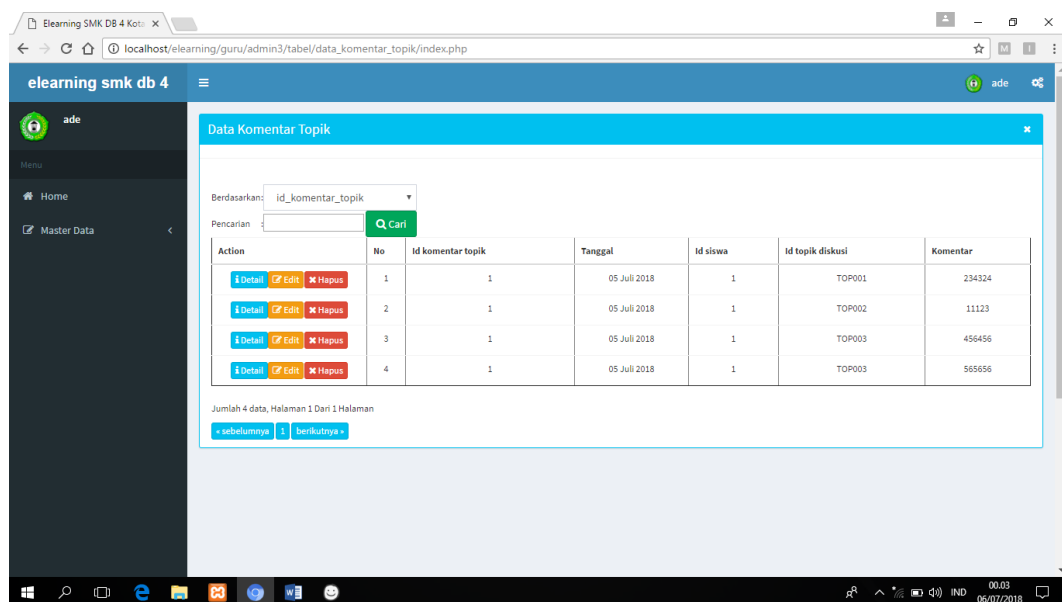 Elearning SMK DB 4 Kota
localhost/elearning/guru/admin3/tabel/data_komentar_topik/index.php
elearning smk db 4
ade
ade
Menu
Home
Master Data
Data Komentar Topik
Berdasarkan: id_komentar_topik
Pencarian : Cari
Action No Id komentar topik Tanggal Id siswa Id topik diskusi Komentar
Detail Edit Hapus 1 1 05 Juli 2018 1 TOP001 234324
Detail Edit Hapus 2 1 05 Juli 2018 1 TOP002 11123
Detail Edit Hapus 3 1 05 Juli 2018 1 TOP003 456456
Detail Edit Hapus 4 1 05 Juli 2018 1 TOP003 565656
Jumlah 4 data, Halaman 1 Dari 1 Halaman
« sebelumnya 1 berikutnya »
IND
00.03
06/07/2018